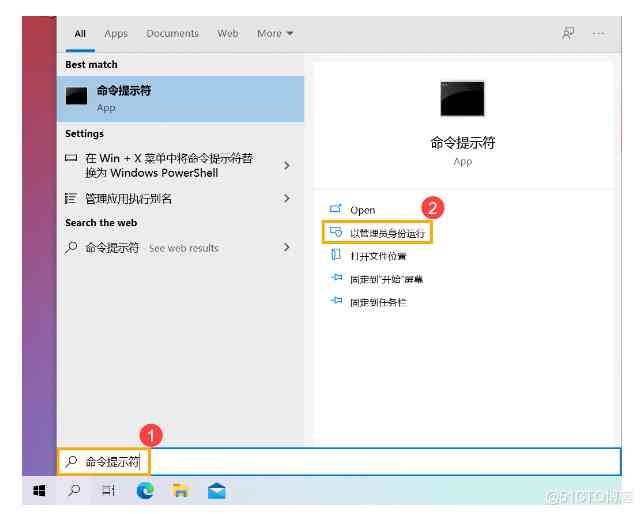 All Apps Documents Web More
Best match
命令提示符
App
Settings
在 Win + X 菜单中将命令提示符替
换为 Windows PowerShell
管理应用执行别名
Search the web
命令提示符 - See web results
命令提示符
App
Open
2
以管理员身份运行
打开文件位置
固定到"开始"屏幕
固定到任务栏
1
命令提示符
@51CTO博客